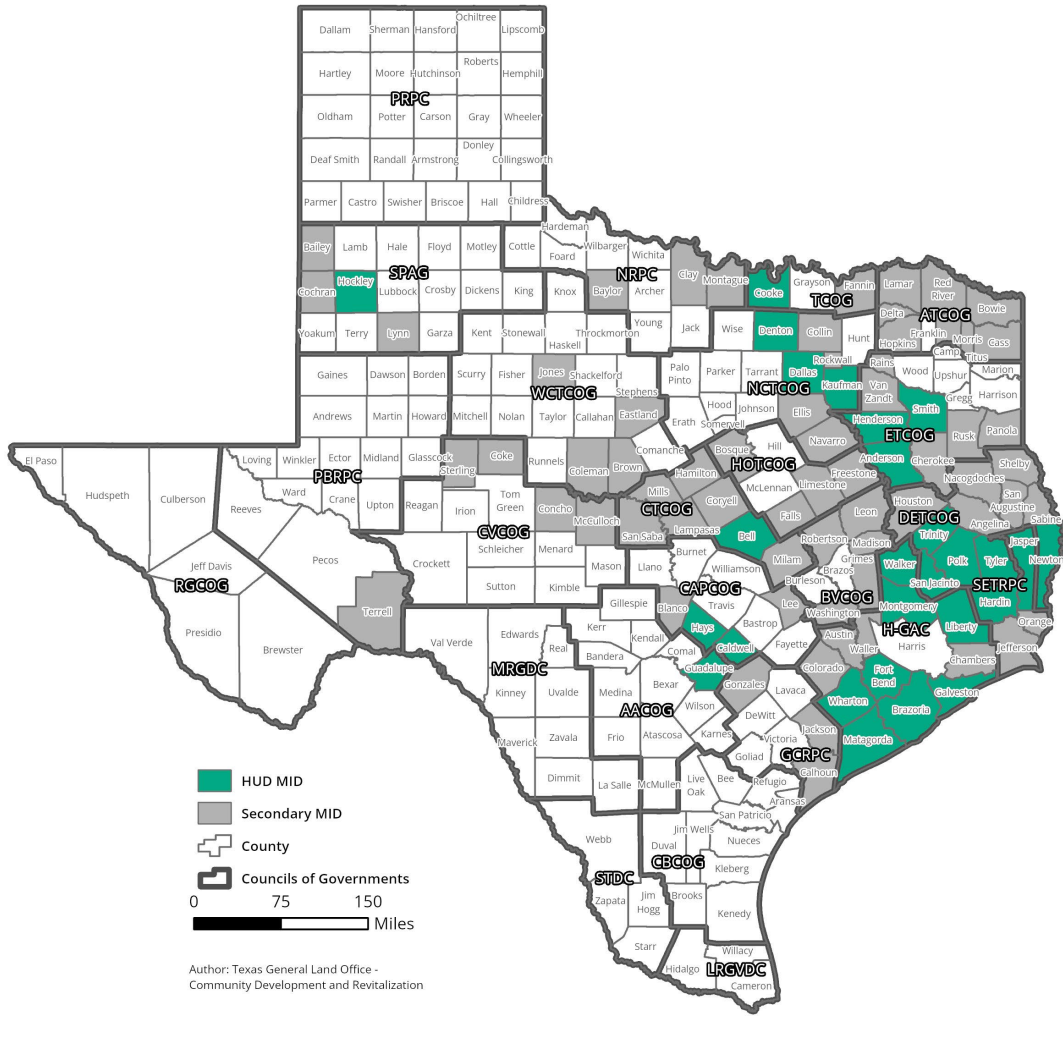 Ochiltree
Dallam Sherman Hansford Lipscomb
Roberts
Hartley Moore Hutchinson Hemphill
PRPC
Oldham Potter Carson Gray Wheeler
Donley
Deaf Smith Randall Armstrong Collingsworth
Parmer Castro Swisher Briscoe Hall Childress
Hardeman
Bailey Lamb Hale Floyd Motley Cottle Foard Wilbarger Wichita
SPAG NRPC
Clay Montague Cooke Grayson Fannin Lamar Red River Bowie
TCOG ATCOG
Cochran Hockley Lubbock Crosby Dickens King Knox Baylor Archer
Delta Hopkins Franklin Morris Cass Titus Camp
Yoakum Terry Lynn Garza Kent Stonewall Haskell Throckmorton Young Jack Wise Denton Collin Hunt
Rockwall Rains Wood Upshur Marion
Gaines Dawson Borden Scurry Fisher Jones Shackelford Stephens Palo Pinto Parker Tarrant Dallas Kaufman Van Zandt Gregg Harrison
WCTCOG NCTCOG
Andrews Martin Howard Mitchell Nolan Taylor Callahan Eastland Erath Hood Somervell Johnson Ellis Henderson Smith Rusk Panola
ETCOG
El Paso Hudspeth Culberson
Loving Winkler Ector Midland Glasscock Sterling Coke Runnels Coleman Brown Comanche Hamilton Bosque Hill Navarro Anderson Cherokee Shelby
PBRPC HOTCOG
Ward Crane Upton Reagan Irion Tom Green Concho McCulloch Mills Coryell McLennan Limestone Freestone Nacogdoches San Augustine
CVCOG CTCOG DETCOG
Reeves Pecos Crockett Schleicher Menard San Saba Lampasas Bell Falls Leon Houston Angelina Sabine
Jeff Davis Sutton Kimble Mason Llano Burnet Williamson Milam Robertson Madison Trinity Polk Tyler Jasper Newton
RGCOG CAPCOG BVCOG SETRPC
Presidio Brewster Terrell
Gillespie Blanco Travis Bastrop Lee Burleson Brazos Grimes Walker San Jacinto Hardin Orange
Washington Montgomery Liberty Jefferson
H-GAC
Val Verde Edwards Real Kerr Kendall Hays Caldwell Fayette Austin Waller Harris Chambers
MRGDC
Bandera Comal Guadalupe Gonzales Colorado Fort Bend Galveston
Kinney Uvalde Medina Bexar Wilson Lavaca Wharton Brazoria
AACOG
Maverick Zavala Frio Atascosa Karnes DeWitt Victoria Jackson Matagorda
GCRPC
Goliad Calhoun
Dimmit La Salle McMullen Live Oak Bee Refugio Aransas
San Patricio
Webb Duval Jim Wells Nueces
CBCOG
Kleberg
STDC
Zapata Jim Hogg Brooks Kenedy
Starr Willacy
Hidalgo LRGVDC
Cameron
HUD MID
Secondary MID
County
Councils of Governments
0 75 150
Miles
Author: Texas General Land Office -
Community Development and Revitalization